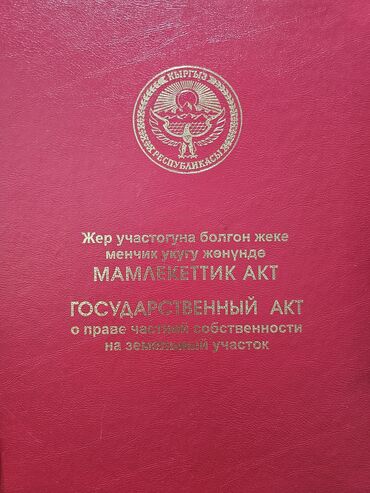 КЫРГЫЗ
РЕСПУБЛИКАСЫ
Жер участогуна болгон жеке
менчик укугу жөнүндө
МАМЛЕКЕТТИК АКТ
ГОСУДАРСТВЕННЫЙ АКТ
о праве частной собственности
на земельный участок